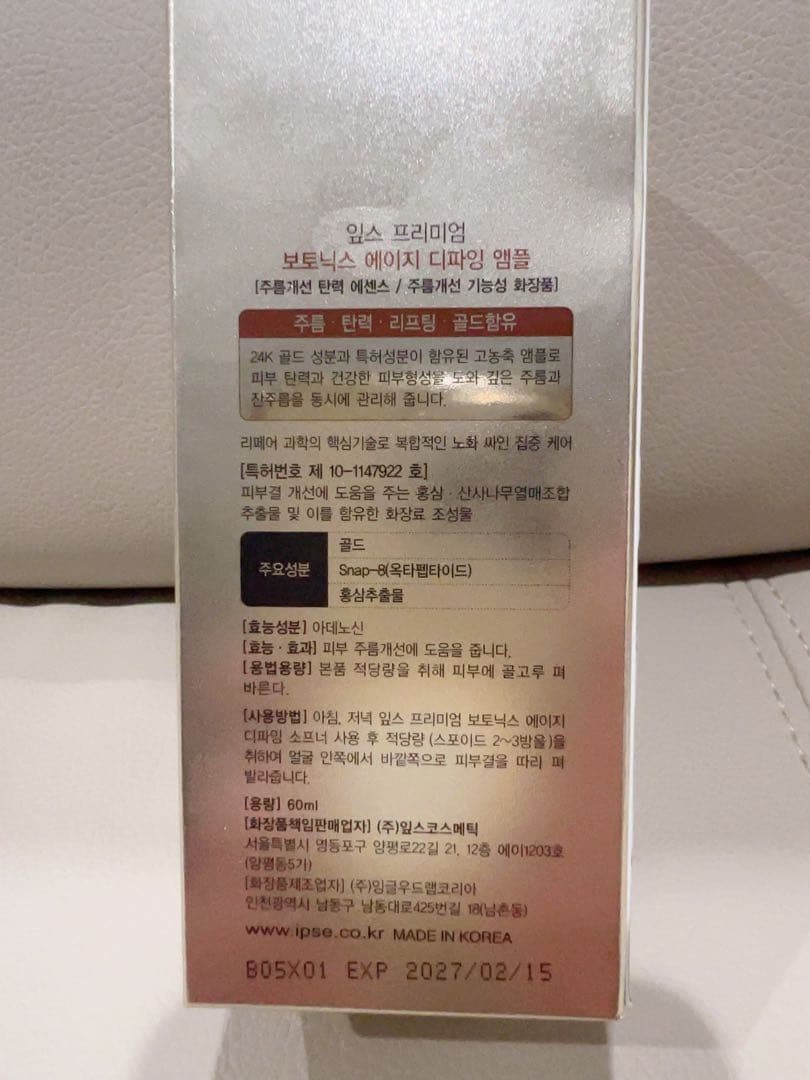 잎스 프리미엄
보토닉스 에이지 디파잉 앰플
[주름개선 탄력 에센스 / 주름개선 기능성 화장품]
주름 · 탄력 · 리프팅 · 골드함유
24K 골드 성분과 특허성분이 함유된 고농축 앰플로
피부 탄력과 건강한 피부형성을 도와 깊은 주름과
잔주름을 동시에 관리해 줍니다.
리페어 과학의 핵심기술로 복합적인 노화 싸인 집중 케어
[특허번호 제 10-1147922 호]
피부결 개선에 도움을 주는 홍삼 · 산사나무열매조합
추출물 및 이를 함유한 화장료 조성물
주요성분
골드
Snap-8(옥타펩타이드)
홍삼추출물
[효능성분] 아데노신
[효능 · 효과] 피부 주름개선에 도움을 줍니다.
[용법용량] 본품 적당량을 취해 피부에 골고루 펴
바른다.
[사용방법] 아침, 저녁 잎스 프리미엄 보토닉스 에이지
디파잉 소프너 사용 후 적당량 (스포이드 2~3방울)을
취하여 얼굴 안쪽에서 바깥쪽으로 피부결을 따라 펴
발라줍니다.
[용량] 60ml
[화장품책임판매업자] (주)잎스코스메틱
서울특별시 영등포구 양평로22길 21, 12층 에이1203호
(양평동5가)
[화장품제조업자] (주)잉글우드랩코리아
인천광역시 남동구 남동대로425번길 18(남촌동)
www.ipse.co.kr MADE IN KOREA
B05X01 EXP 2027/02/15